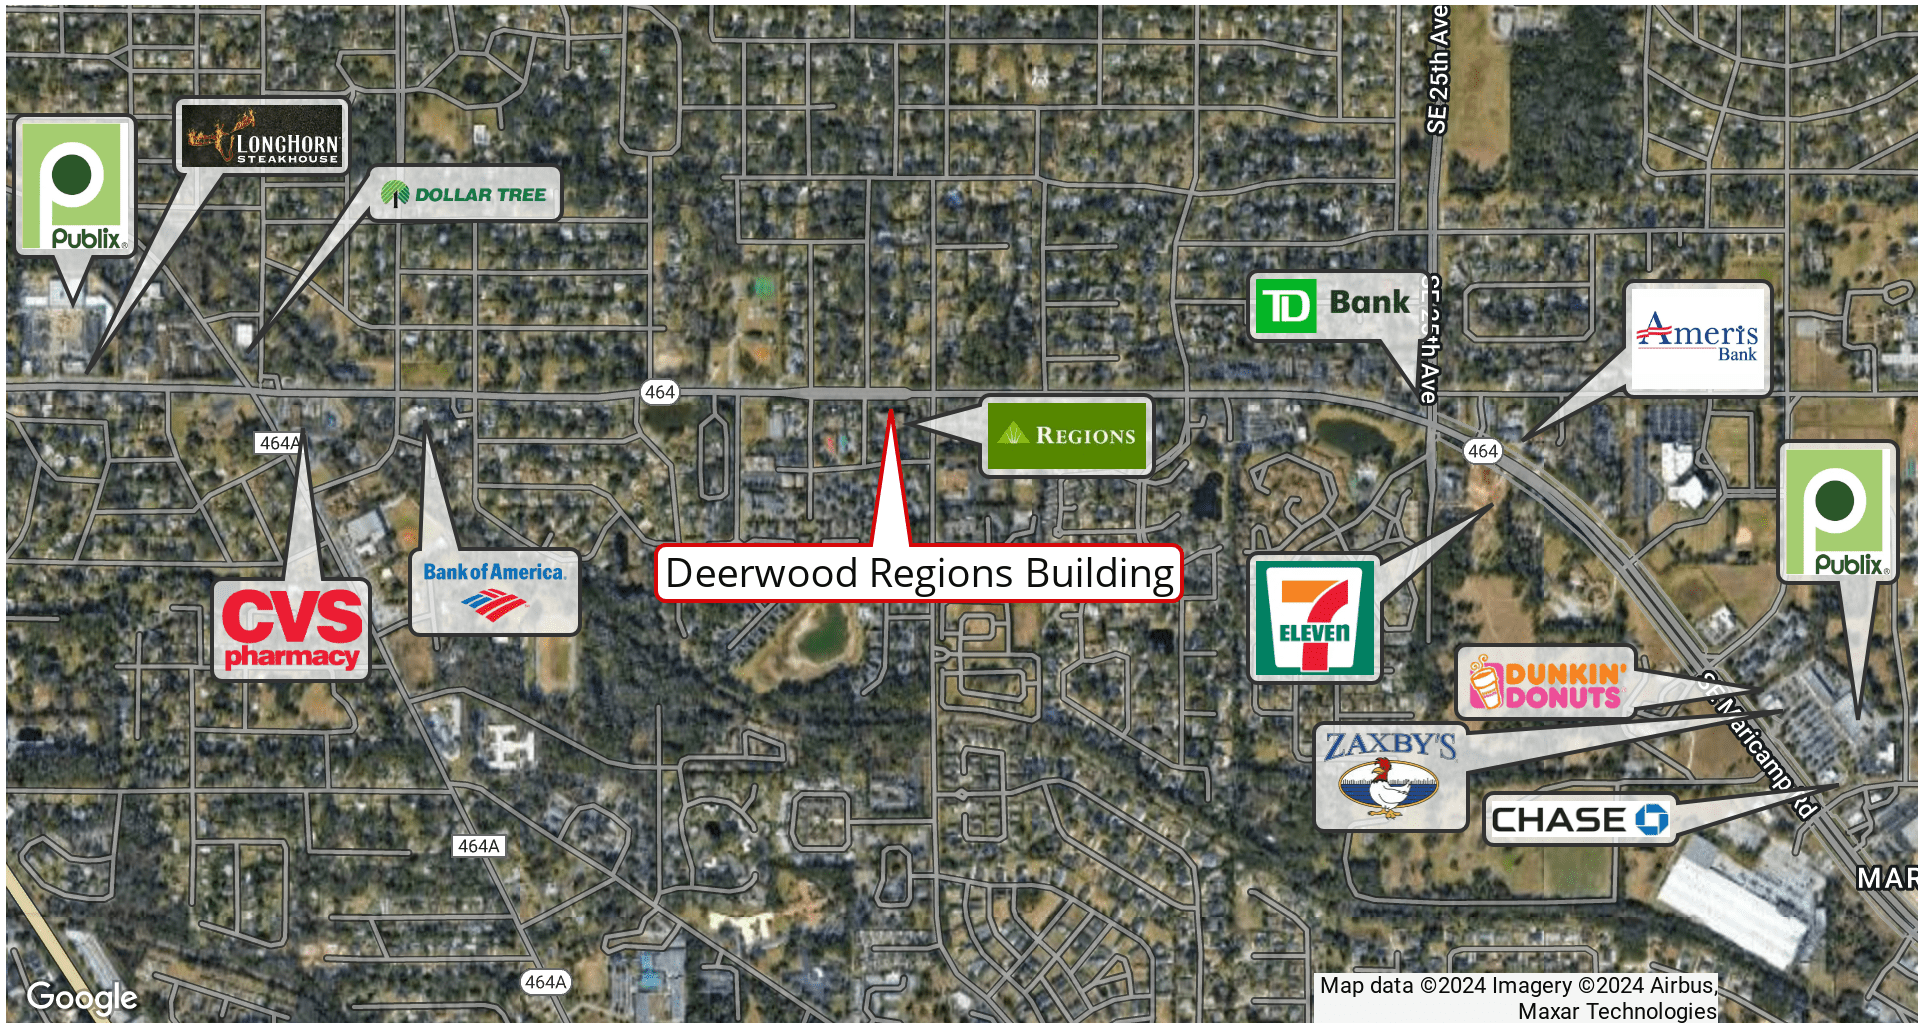 SE 25th Ave
LONGHORN
STEAKHOUSE
Publix®
DOLLAR TREE
TD Bank
SE 25th Ave
Ameris
Bank
464
REGIONS
464A
464
Publix®
Deerwood Regions Building
Bank of America
CVS
pharmacy
7
ELEVEN
DUNKIN'
DONUTS
SE Maricamp Rd
ZAXBY'S
CHASE
464A
MAR
464A
Google
Map data ©2024 Imagery ©2024 Airbus,
Maxar Technologies